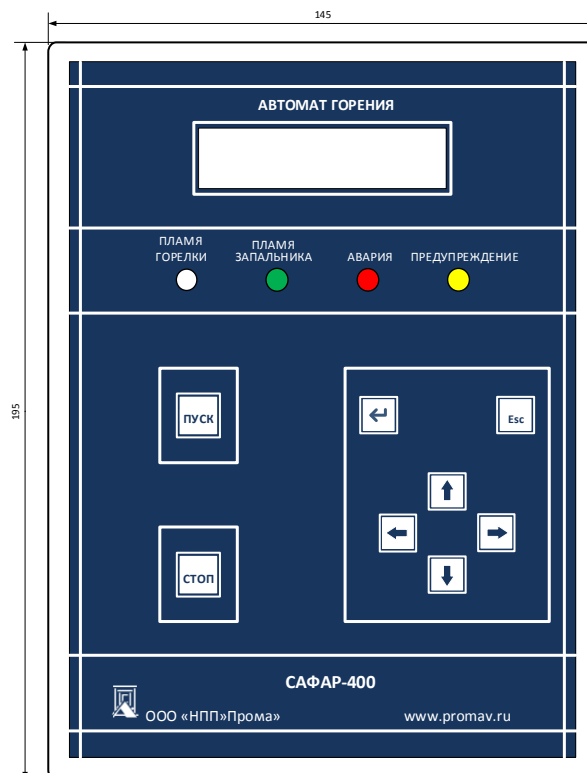 145
195
АВТОМАТ ГОРЕНИЯ
ПЛАМЯ
ГОРЕЛКИ
ПЛАМЯ
ЗАПАЛЬНИКА
АВАРИЯ
ПРЕДУПРЕЖДЕНИЕ
ПУСК
Esc
СТОП
САФАР-400
ООО «НПП»Прома»
www.promav.ru